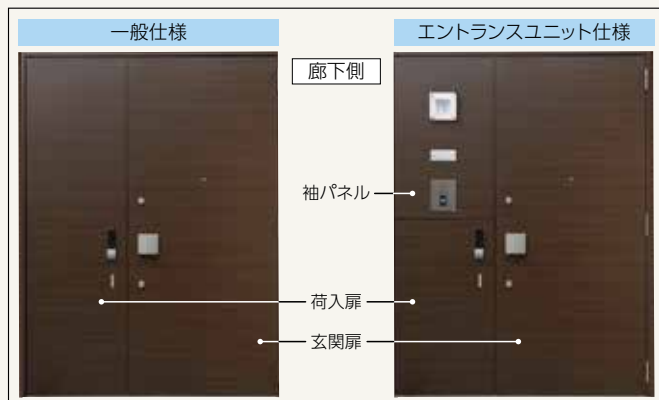 一般仕様
エントランスユニット仕様
廊下側
袖パネル
荷入扉
玄関扉